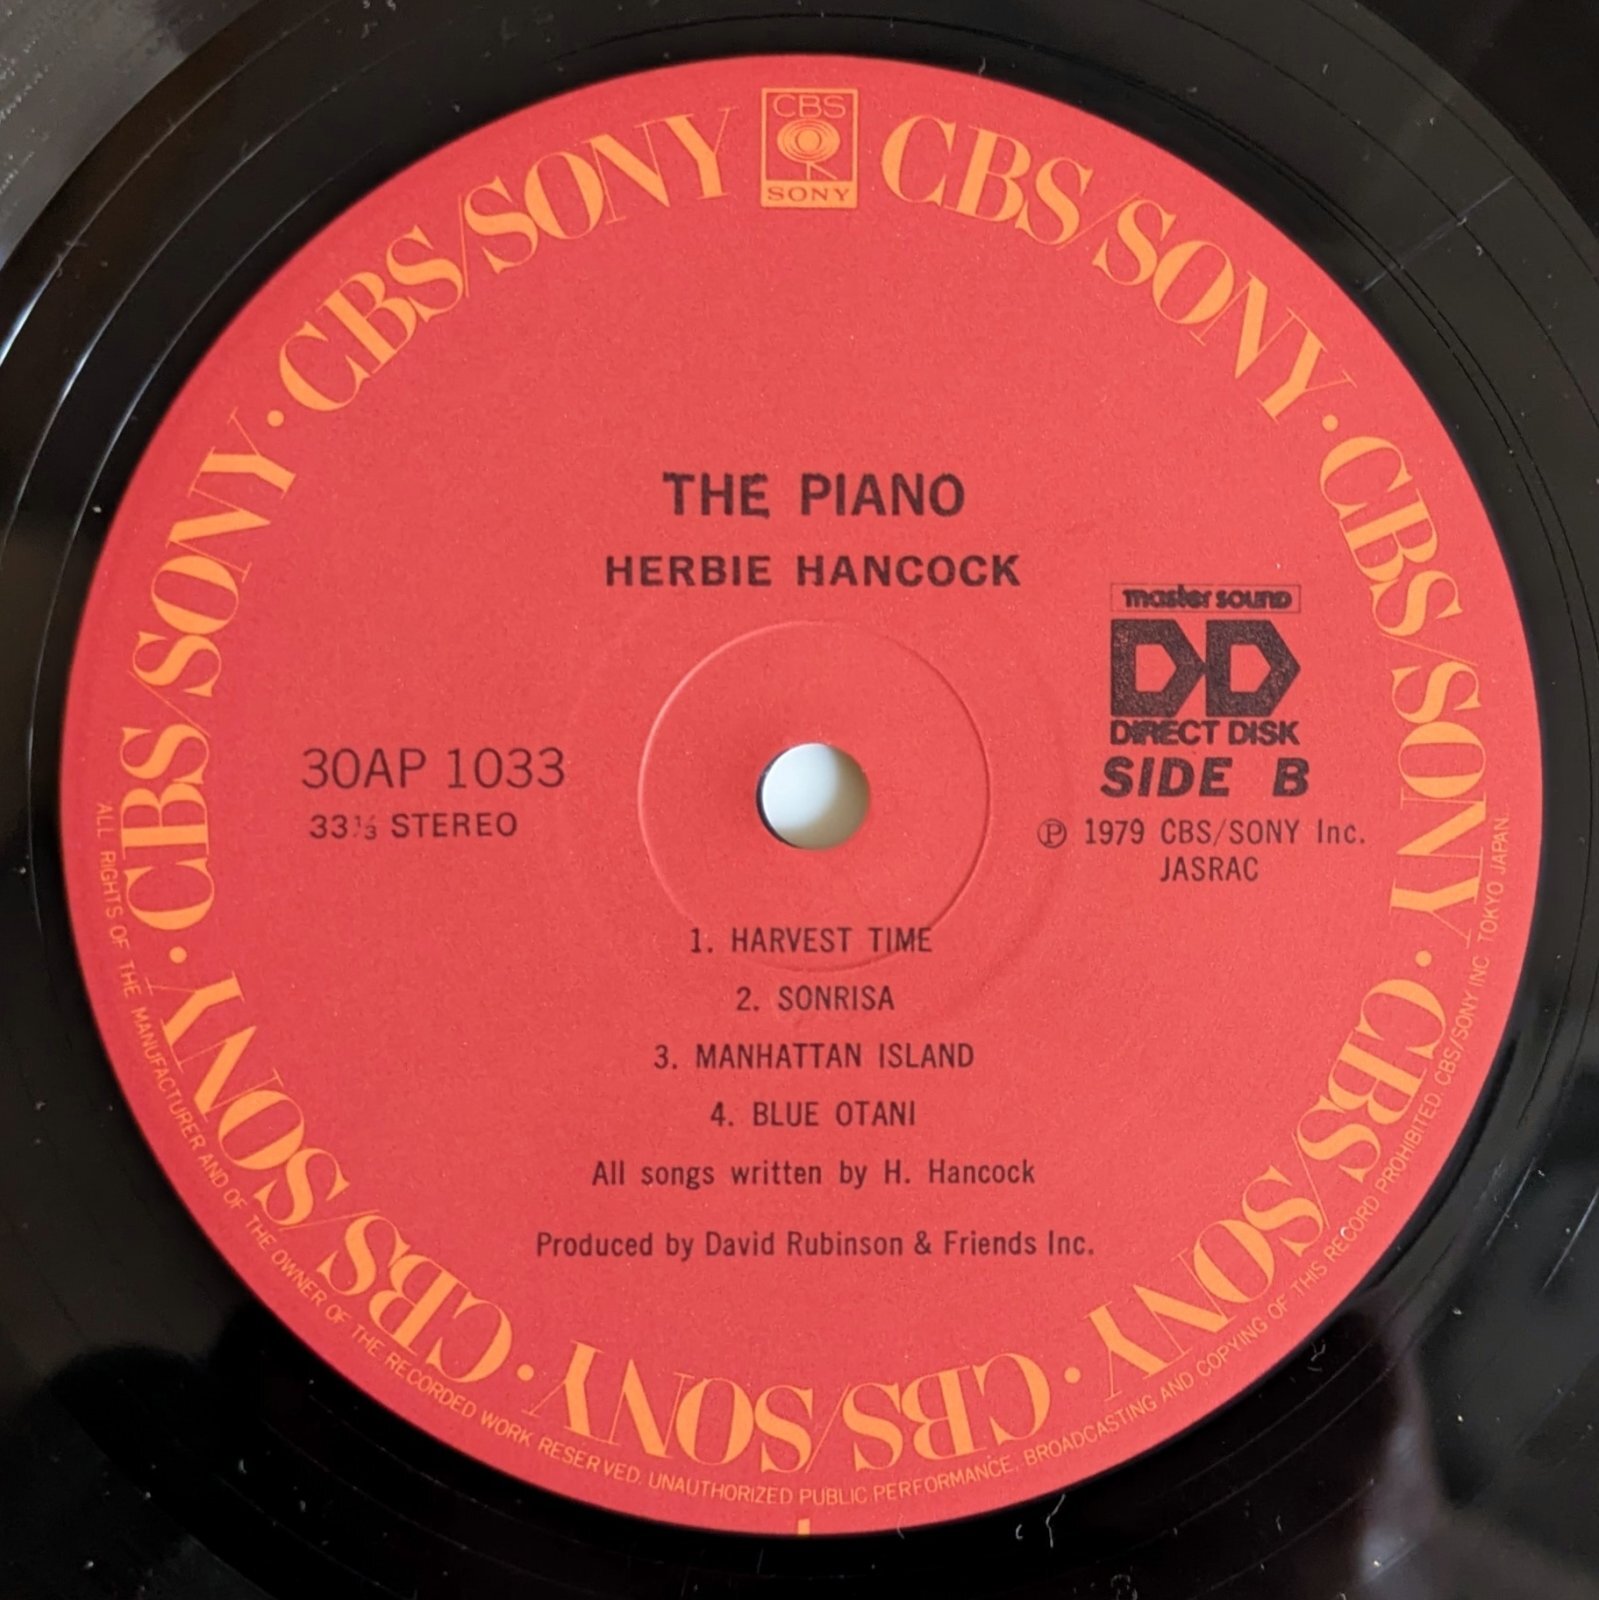 CBS
SONY
CBS/SONY · CBS/SONY · CBS/SONY · CBS/SONY · CBS/SONY · CBS/SONY · CBS/SONY
THE PIANO
HERBIE HANCOCK
master sound
DD
DIRECT DISK
30AP 1033
SIDE B
33⅓ STEREO
℗ 1979 CBS/SONY Inc.
JASRAC
1. HARVEST TIME
2. SONRISA
3. MANHATTAN ISLAND
4. BLUE OTANI
All songs written by H. Hancock
Produced by David Rubinson & Friends Inc.
ALL RIGHTS OF THE MANUFACTURER AND OF THE OWNER OF THE RECORDED WORK RESERVED. UNAUTHORIZED PUBLIC PERFORMANCE, BROADCASTING AND COPYING OF THIS RECORD PROHIBITED. CBS/SONY INC TOKYO JAPAN.